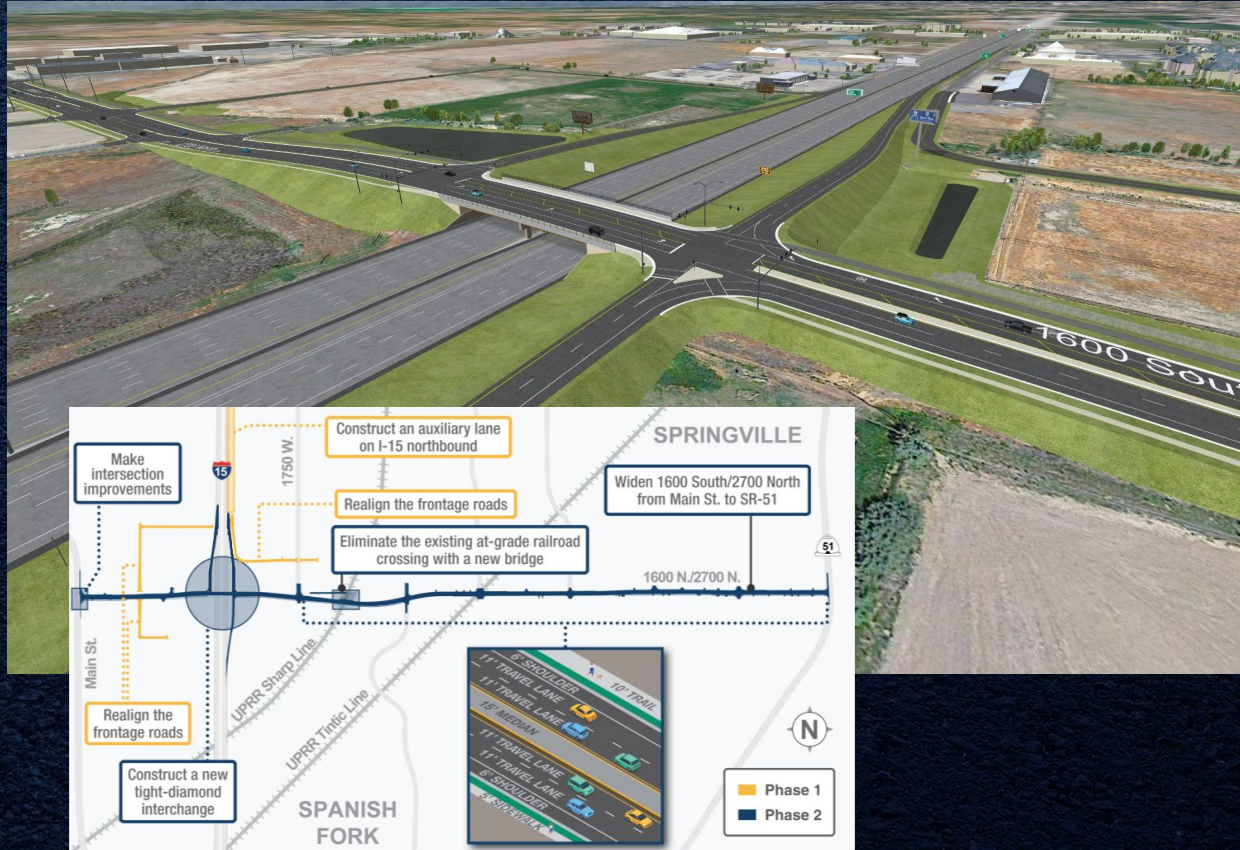 1600 Sou
Construct an auxiliary lane
on I-15 northbound
SPRINGVILLE
Make
intersection
improvements
15
1750 W.
Widen 1600 South/2700 North
from Main St. to SR-51
Realign the frontage roads
Eliminate the existing at-grade railroad
crossing with a new bridge
51
1600 N./2700 N.
Main St.
UPRR Sharp Line
UPRR Tintic Line
6' SHOULDER
10' TRAIL
11' TRAVEL LANE
11' TRAVEL LANE
15' MEDIAN
11' TRAVEL LANE
11' TRAVEL LANE
6' SHOULDER
5' SIDEWALK
Realign the
frontage roads
N
Construct a new
tight-diamond
interchange
SPANISH
FORK
Phase 1
Phase 2